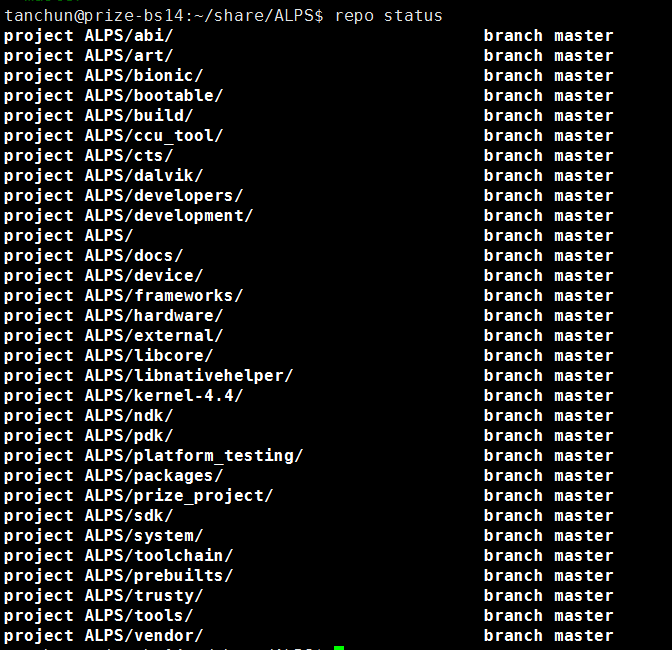 tanchun@prize-bs14:~/share/ALPS$ repo status
project ALPS/abi/ branch master
project ALPS/art/ branch master
project ALPS/bionic/ branch master
project ALPS/bootable/ branch master
project ALPS/build/ branch master
project ALPS/ccu_tool/ branch master
project ALPS/cts/ branch master
project ALPS/dalvik/ branch master
project ALPS/developers/ branch master
project ALPS/development/ branch master
project ALPS/ branch master
project ALPS/docs/ branch master
project ALPS/device/ branch master
project ALPS/frameworks/ branch master
project ALPS/hardware/ branch master
project ALPS/external/ branch master
project ALPS/libcore/ branch master
project ALPS/libnativehelper/ branch master
project ALPS/kernel-4.4/ branch master
project ALPS/ndk/ branch master
project ALPS/pdk/ branch master
project ALPS/platform_testing/ branch master
project ALPS/packages/ branch master
project ALPS/prize_project/ branch master
project ALPS/sdk/ branch master
project ALPS/system/ branch master
project ALPS/toolchain/ branch master
project ALPS/prebuilts/ branch master
project ALPS/trusty/ branch master
project ALPS/tools/ branch master
project ALPS/vendor/ branch master